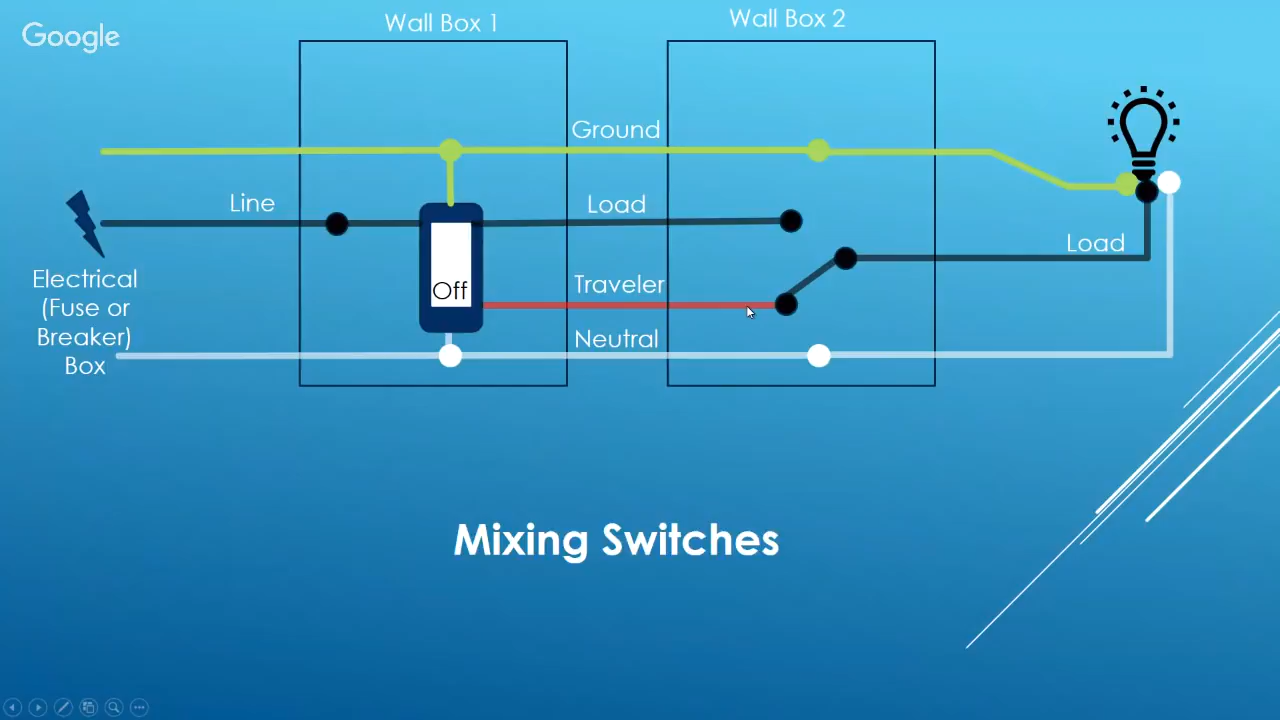 Google
Wall Box 1
Wall Box 2
Ground
Line
Load
Load
Electrical
(Fuse or
Breaker)
Box
Off
Traveler
Neutral
Mixing Switches